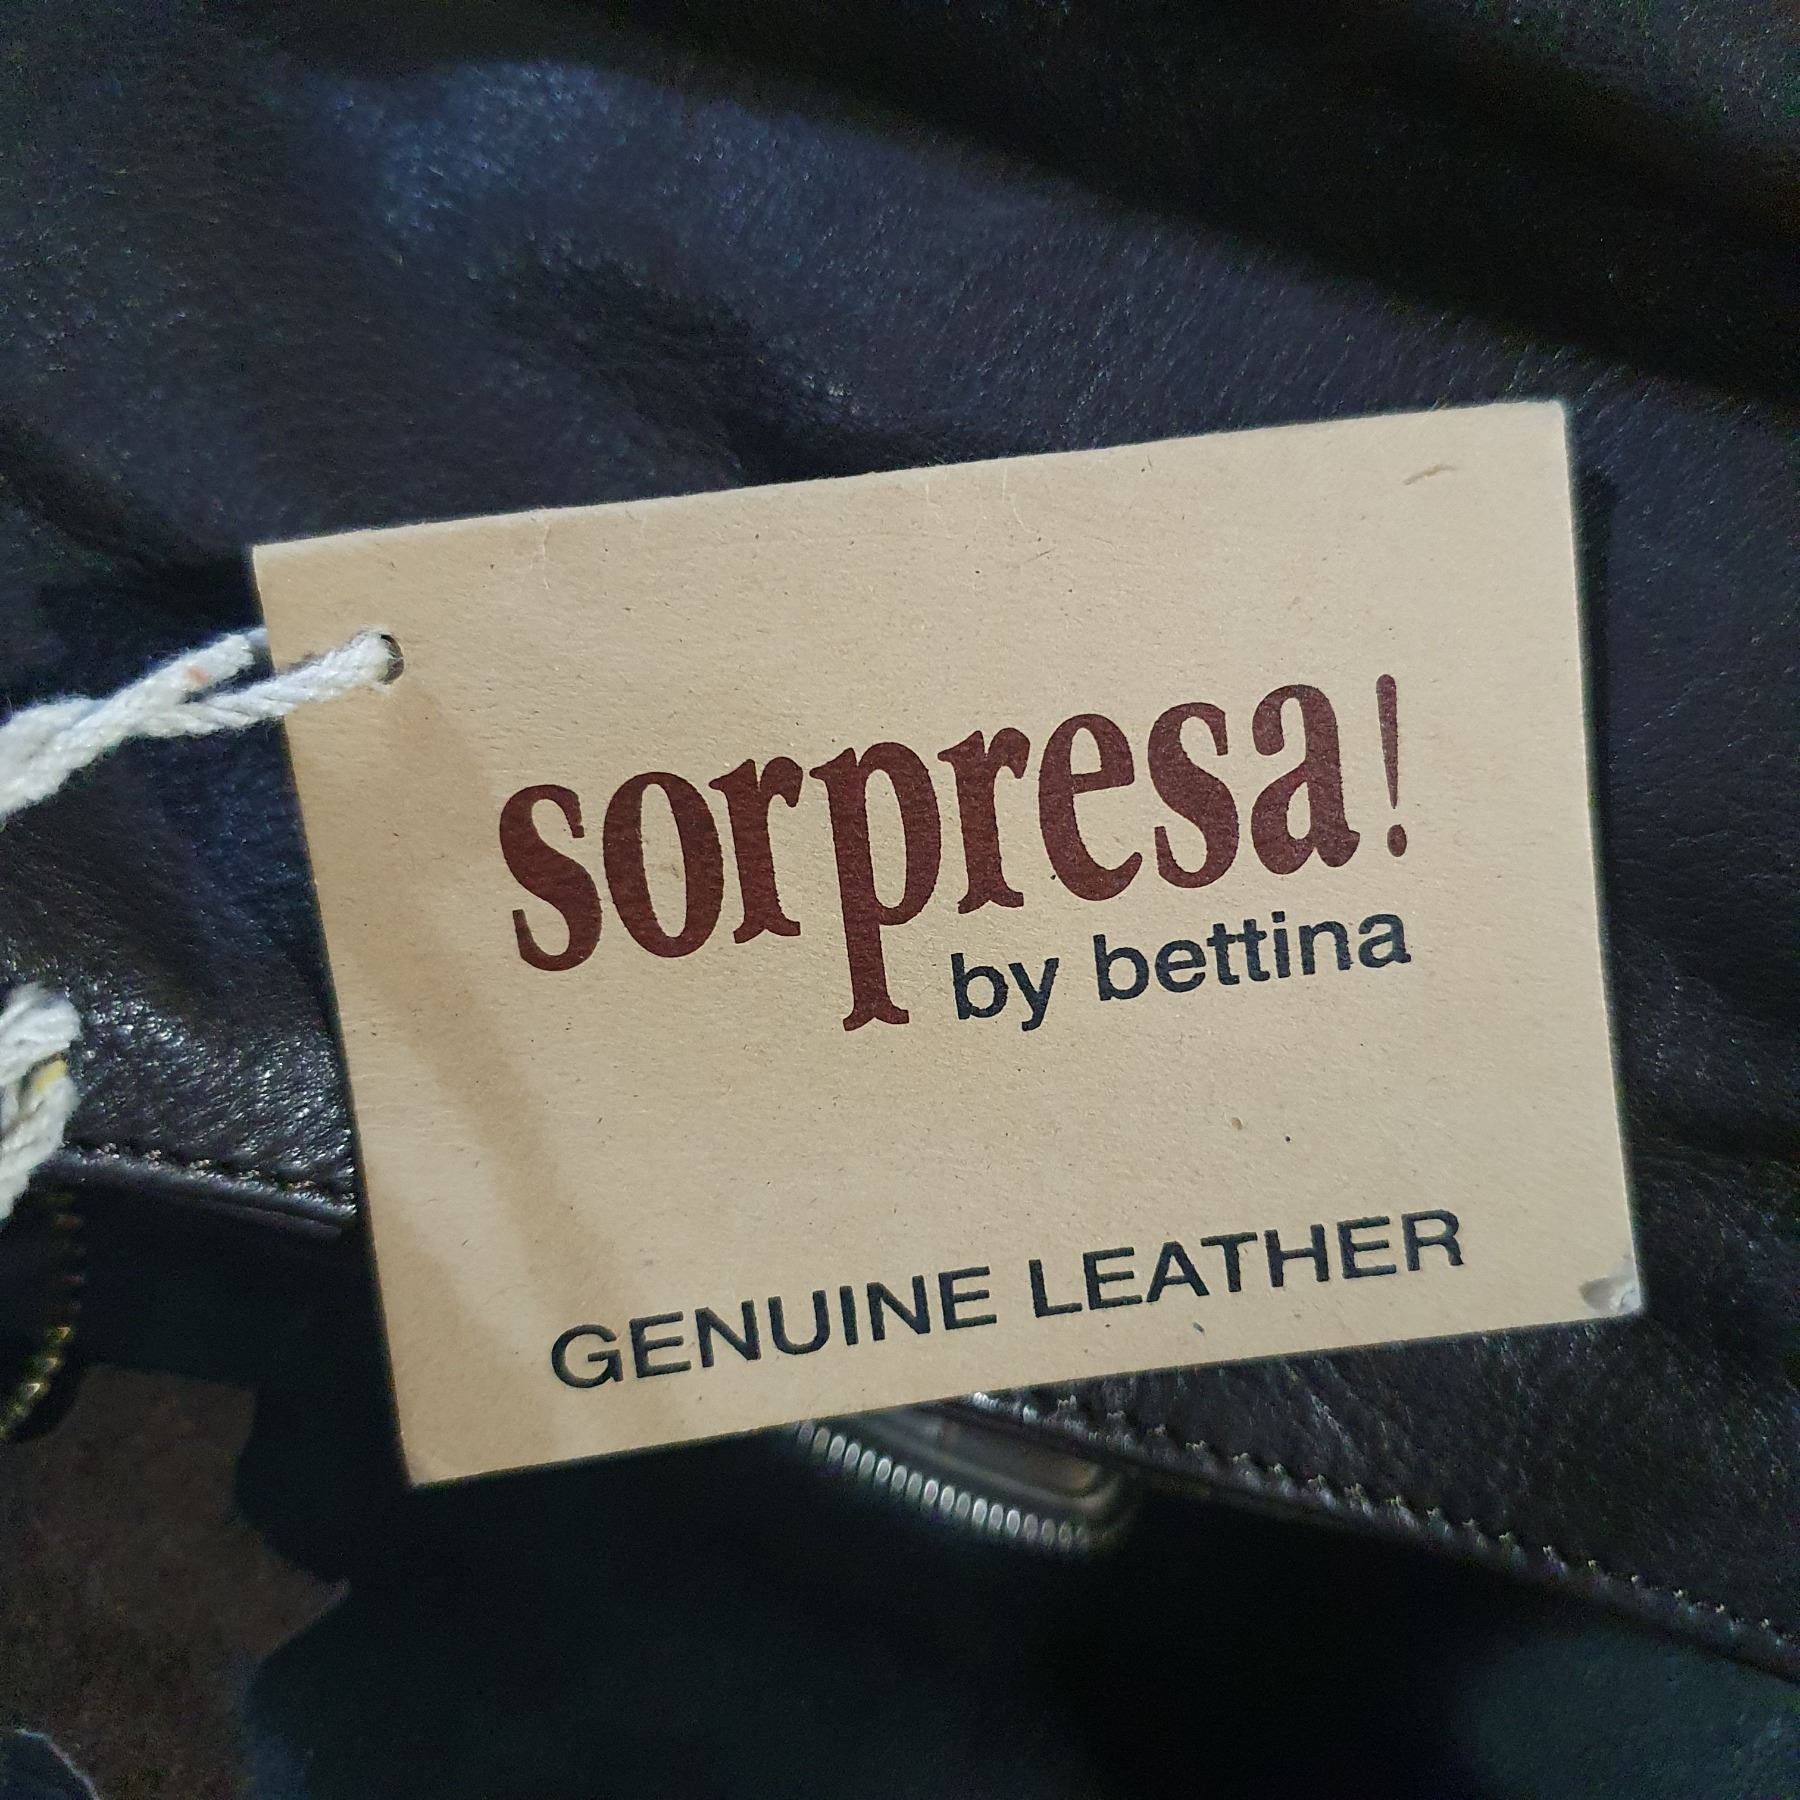 sorpresa!
by bettina
GENUINE LEATHER